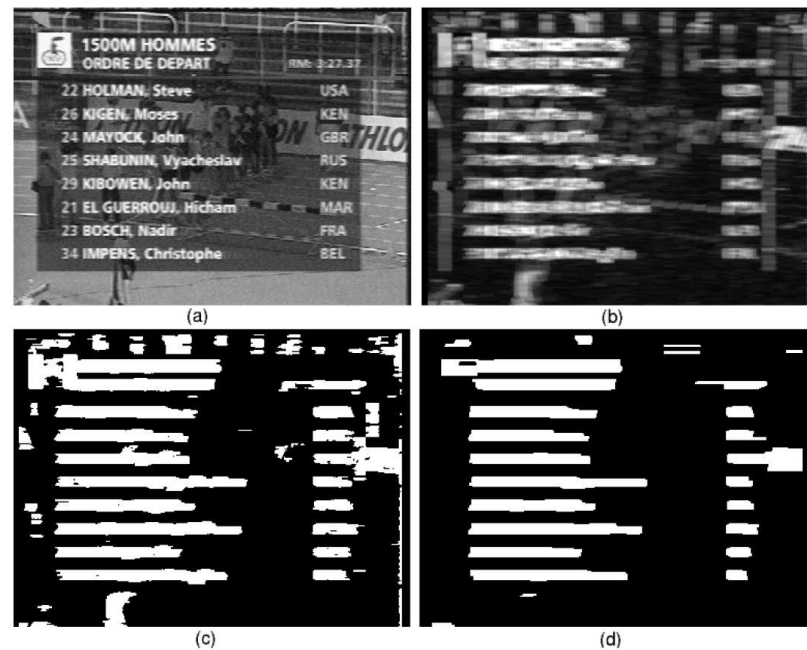 1500M HOMMES
ORDRE DE DEPART
RM: 3:27.37
22 HOLMAN, Steve USA
26 KIGEN, Moses KEN
24 MAYOCK, John GBR
25 SHABUNIN, Vyacheslav RUS
29 KIBOWEN, John KEN
21 EL GUERROUJ, Hicham MAR
23 BOSCH, Nadir FRA
34 IMPENS, Christophe BEL
(a)
(b)
(c)
(d)